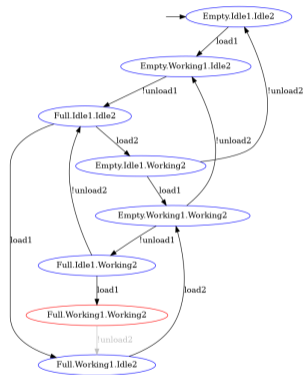 Empty.Idle1.Idle2
load1
Empty.Working1.Idle2
!unload1
!unload2
Full.Idle1.Idle2
load2
!unload2
!unload2
Empty.Idle1.Working2
load1
Empty.Working1.Working2
load1
!unload1
Full.Idle1.Working2
load1
load2
Full.Working1.Working2
!unload2
Full.Working1.Idle2